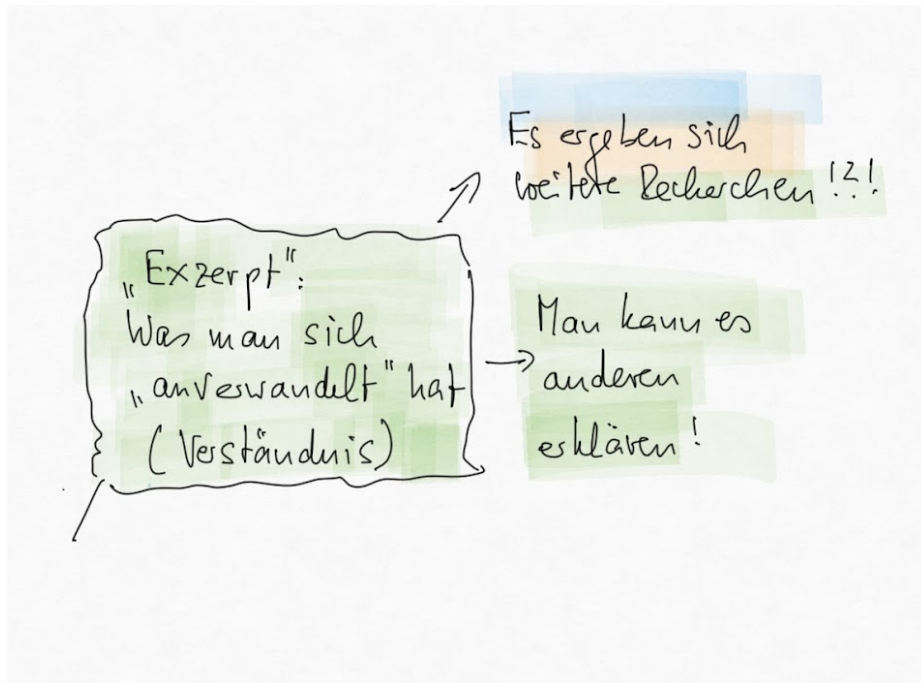 Es ergeben sich
weitere Recherchen !?!
„Exzerpt“:
Was man sich
„anverwandelt“ hat
(Verständnis)
Man kann es
anderen
erklären!